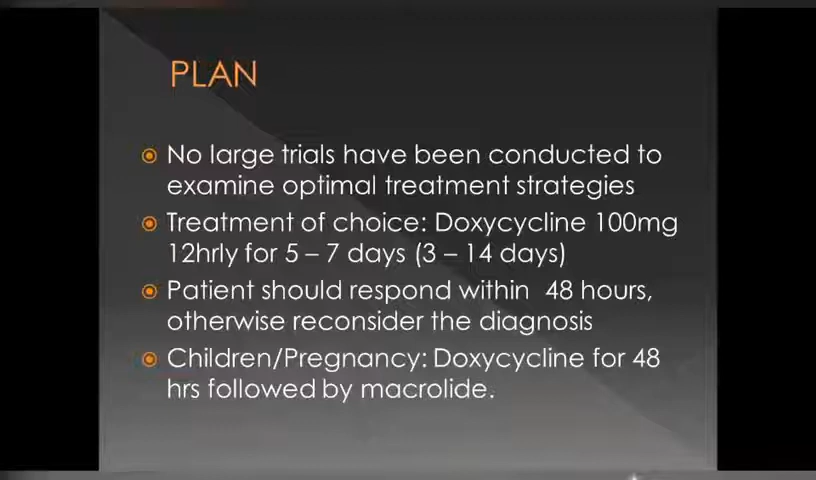 PLAN
No large trials have been conducted to
examine optimal treatment strategies
Treatment of choice: Doxycycline 100mg
12hrly for 5 – 7 days (3 – 14 days)
Patient should respond within  48 hours,
otherwise reconsider the diagnosis
Children/Pregnancy: Doxycycline for 48
hrs followed by macrolide.